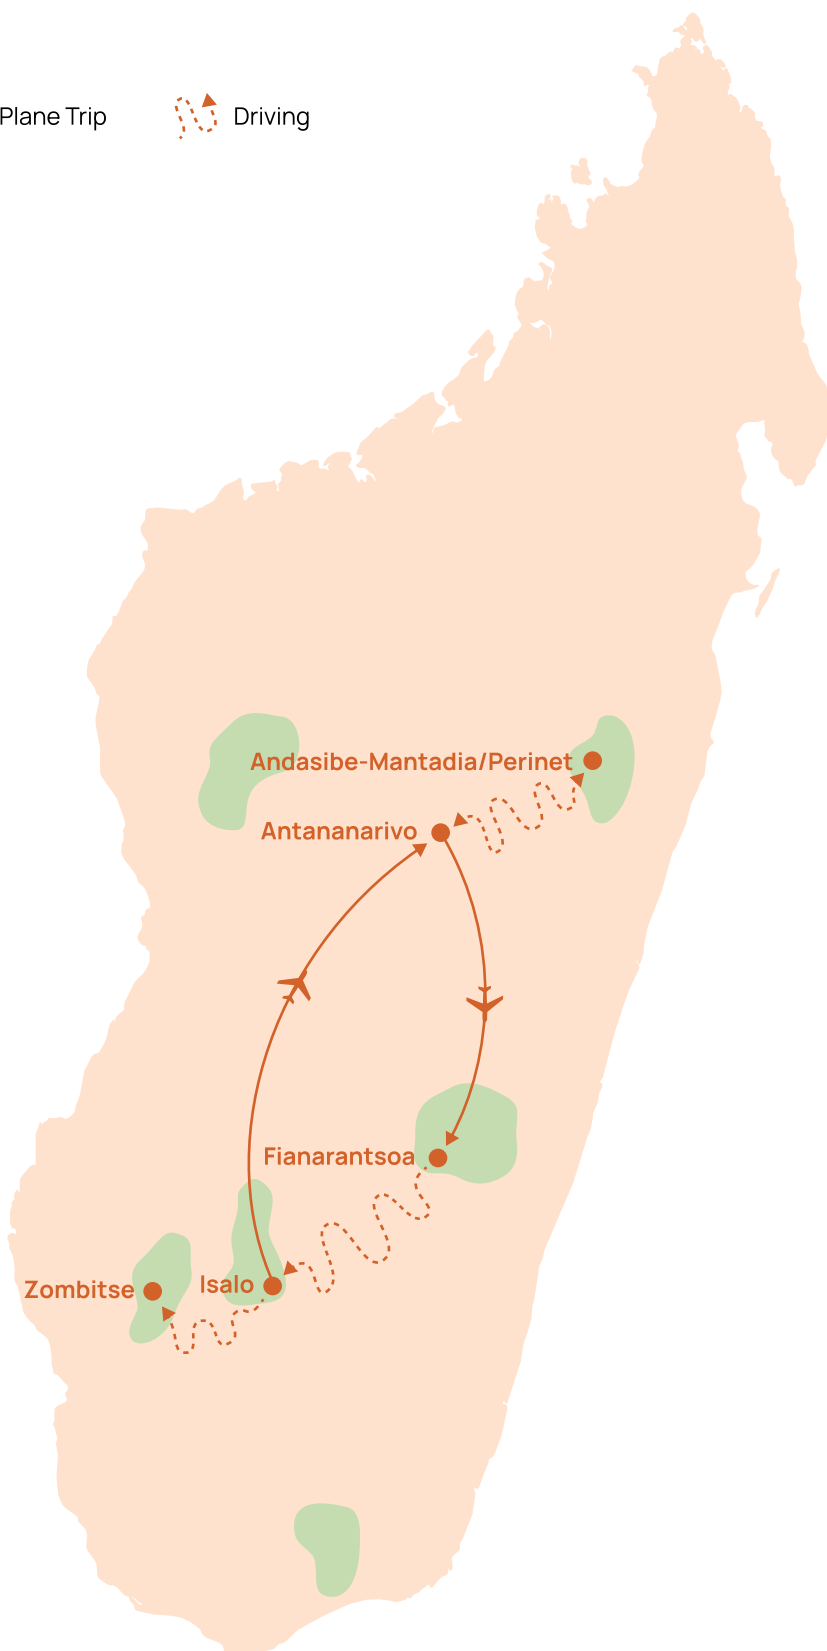 Plane Trip
Driving
Andasibe-Mantadia/Perinet
Antananarivo
Fianarantsoa
Isalo
Zombitse